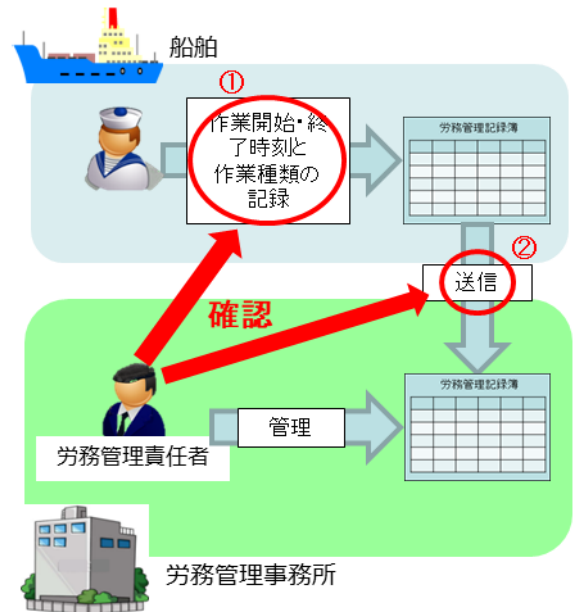 船舶
①
作業開始・終
了時刻と
作業種類の
記録
労務管理記録簿
②
送信
確認
労務管理記録簿
管理
労務管理責任者
労務管理事務所